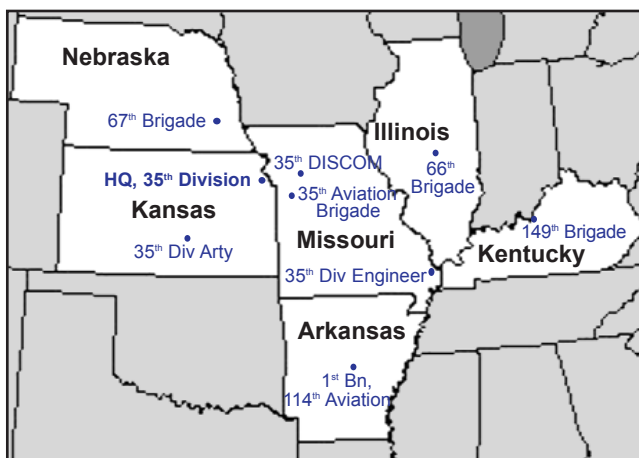 Nebraska
67th Brigade
Illinois
35th DISCOM
66th
Brigade
HQ, 35th Division
35th Aviation
Brigade
Kansas
149th Brigade
Missouri
35th Div Arty
Kentucky
35th Div Engineer
Arkansas
1st Bn,
114th Aviation